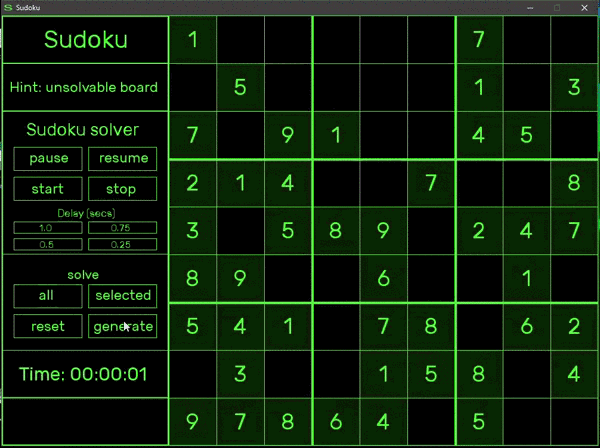 Sudoku
Sudoku
Hint: unsolvable board
Sudoku solver
pause resume
start stop
Delay (secs)
1.0 0.75
0.5 0.25
solve
all selected
reset generate
Time: 00:00:01
1 7
5 1 3
7 9 1 4 5
2 1 4 7 8
3 5 8 9 2 4 7
8 9 6 1
5 4 1 7 8 6 2
3 1 5 8 4
9 7 8 6 4 5